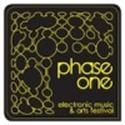 phase
one
electronic music
& arts festival